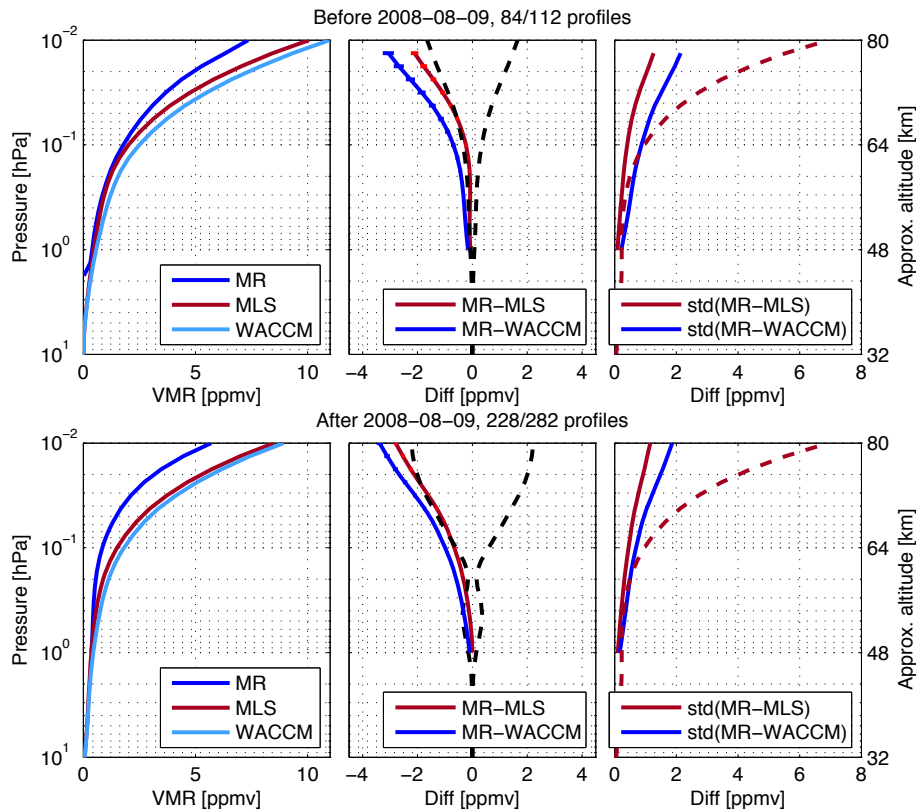 Before 2008−08−09, 84/112 profiles
10^-2
10^-1
10^0
10^1
Pressure [hPa]
MR
MLS
WACCM
0 5 10
VMR [ppmv]
MR−MLS
MR−WACCM
−4 −2 0 2 4
Diff [ppmv]
std(MR−MLS)
std(MR−WACCM)
0 2 4 6 8
Diff [ppmv]
80
64
48
32
Approx. altitude [km]
After 2008−08−09, 228/282 profiles
10^-2
10^-1
10^0
10^1
Pressure [hPa]
MR
MLS
WACCM
0 5 10
VMR [ppmv]
MR−MLS
MR−WACCM
−4 −2 0 2 4
Diff [ppmv]
std(MR−MLS)
std(MR−WACCM)
0 2 4 6 8
Diff [ppmv]
80
64
48
32
Approx. altitude [km]